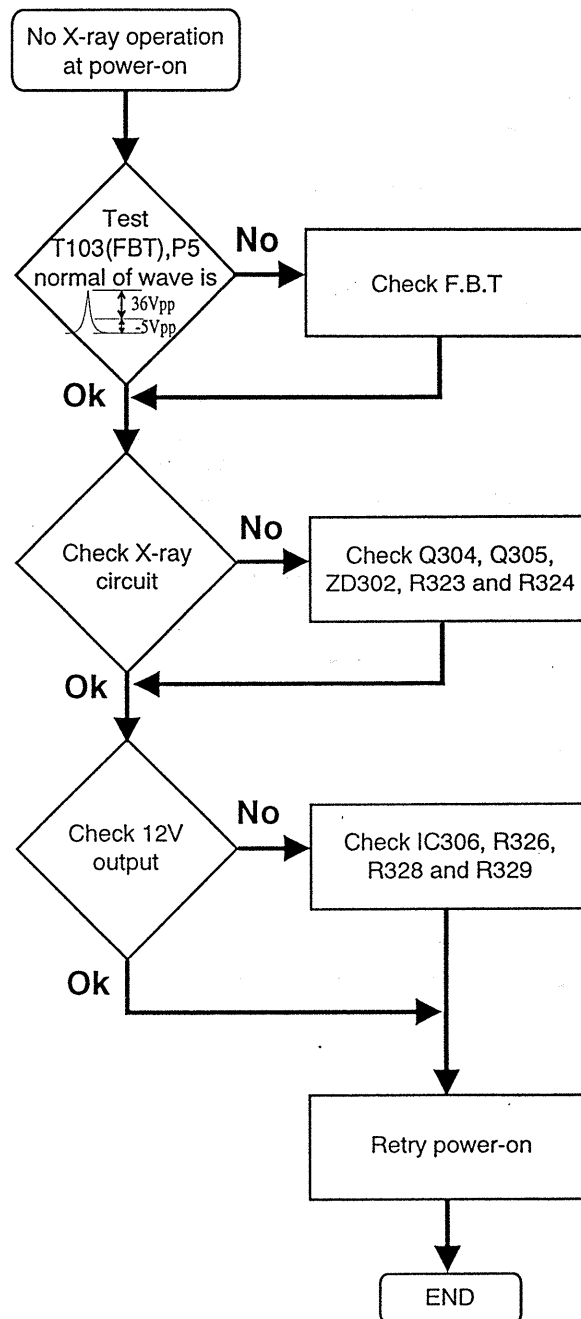 No X-ray operation
at power-on
Test
T103(FBT),P5
normal of wave is
36Vpp
-5Vpp
No
Check F.B.T
Ok
Check X-ray
circuit
No
Check Q304, Q305,
ZD302, R323 and R324
Ok
Check 12V
output
No
Check IC306, R326,
R328 and R329
Ok
Retry power-on
END